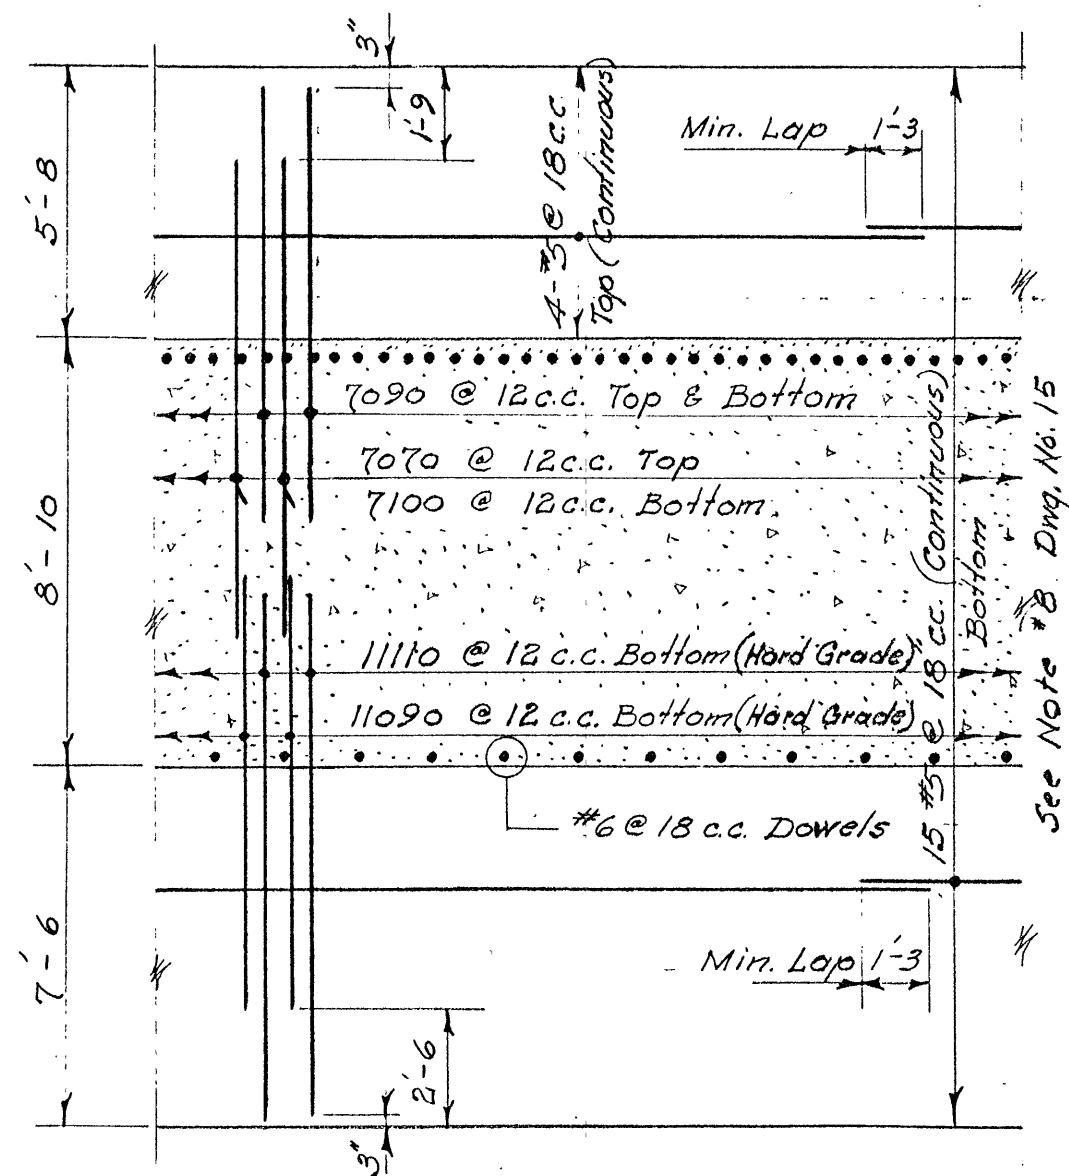 3"
1'-9
5'-8
4-#5 @ 18 c.c.
Top (Continuous)
Min. Lap 1'-3
7090 @ 12 c.c. Top & Bottom
7070 @ 12 c.c. Top
7100 @ 12 c.c. Bottom
8'-10
11110 @ 12 c.c. Bottom (Hard Grade)
11090 @ 12 c.c. Bottom (Hard Grade)
15 #5 @ 18" c.c. (Continuous)
Bottom
See Note #8 Dwg. No. 15
#6 @ 18 c.c. Dowels
7'-6
Min. Lap 1'-3
2'-6
3"